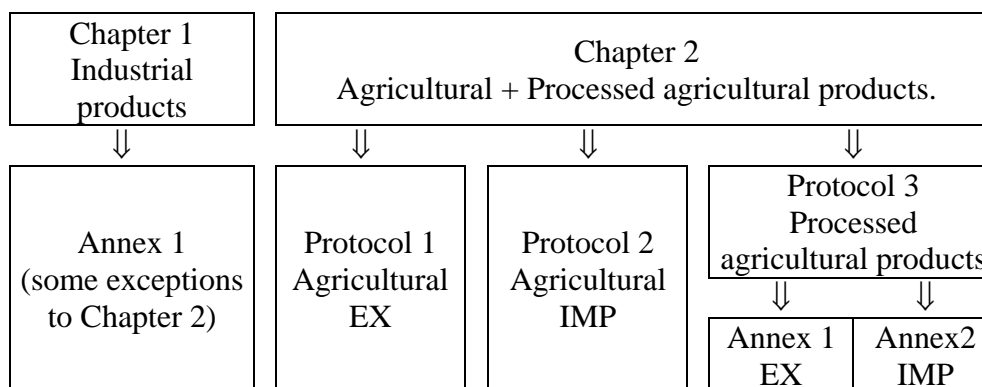 Chapter 1
Industrial
products
Chapter 2
Agricultural + Processed agricultural products.
⇓ ⇓ ⇓ ⇓
Annex 1
(some exceptions
to Chapter 2)
Protocol 1
Agricultural
EX
Protocol 2
Agricultural
IMP
Protocol 3
Processed
agricultural products
⇓ ⇓
Annex 1
EX
Annex2
IMP